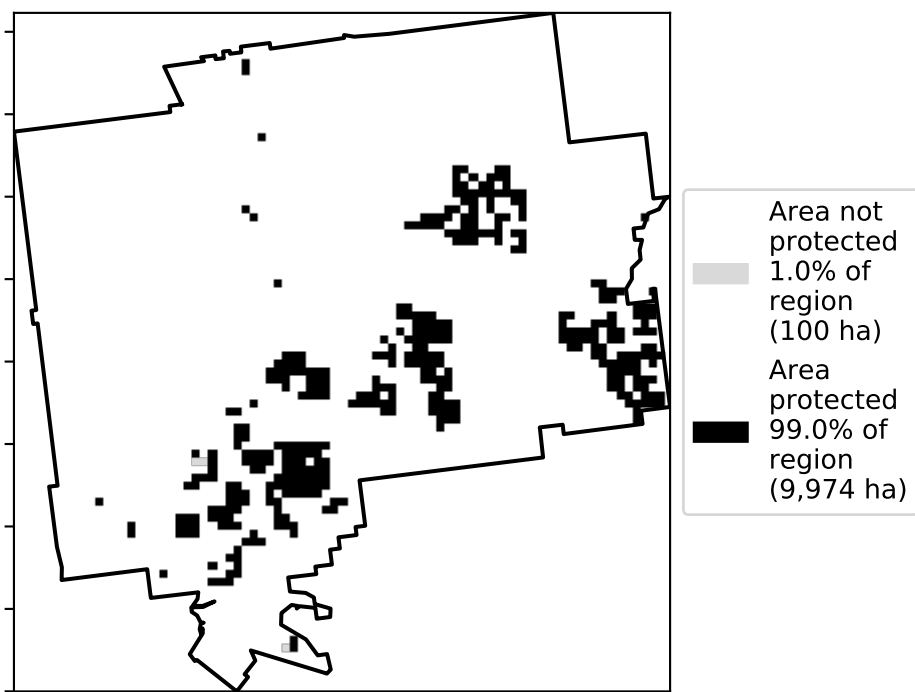 Area not
protected
1.0% of
region
(100 ha)
Area
protected
99.0% of
region
(9,974 ha)